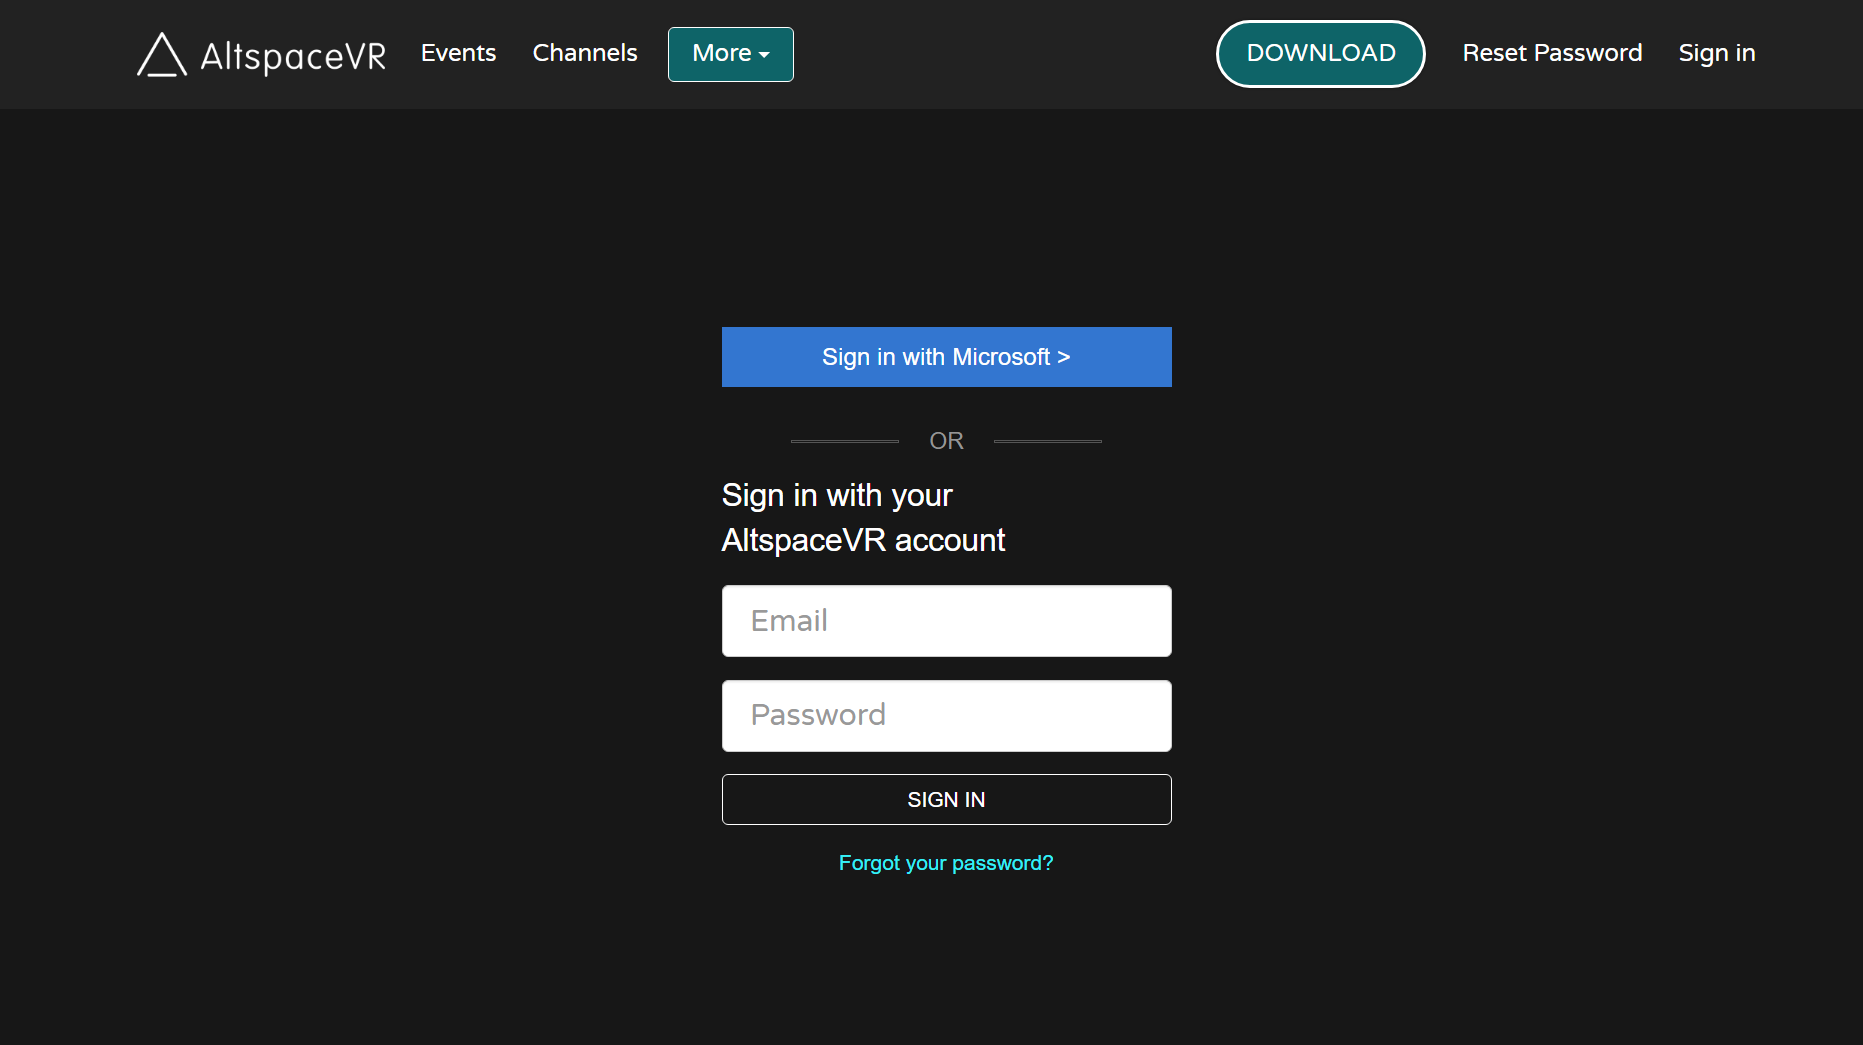 AltspaceVR Events Channels More DOWNLOAD Reset Password Sign in
Sign in with Microsoft >
OR
Sign in with your
AltspaceVR account
Email
Password
SIGN IN
Forgot your password?